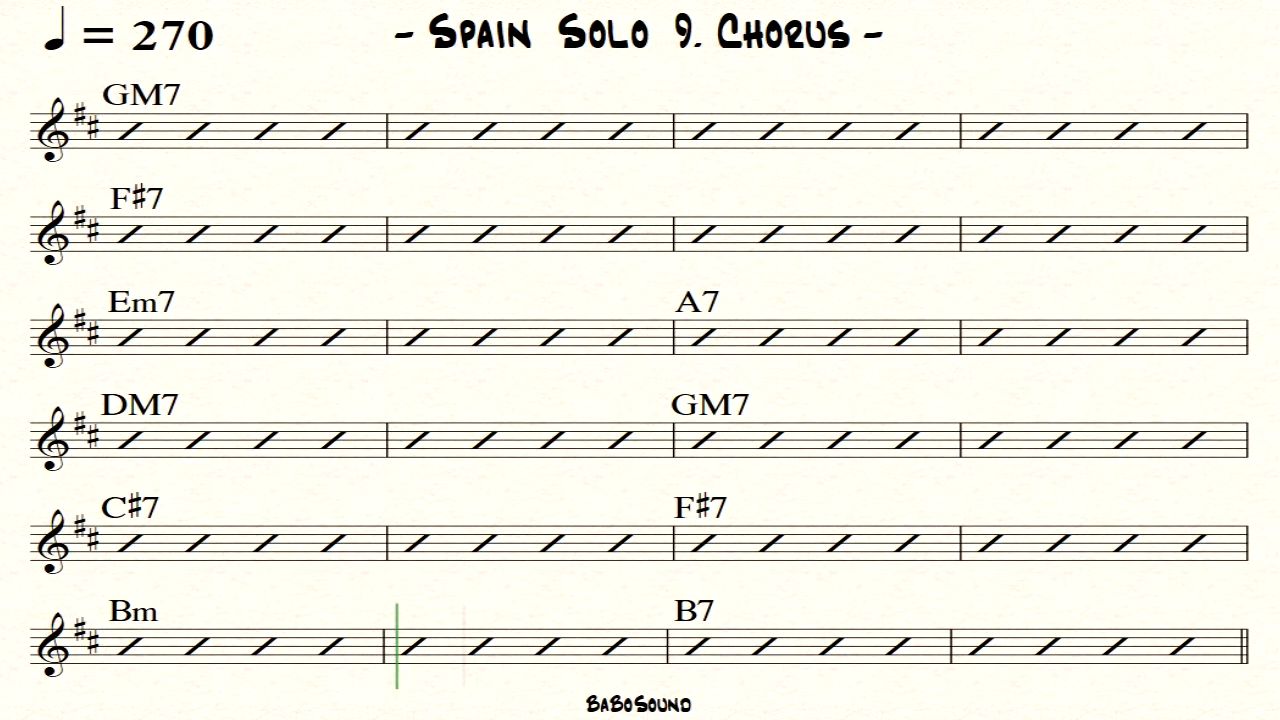 ♩ = 270 - SPAIN SOLO 9. CHORUS -
GM7
F♯7
Em7 A7
DM7 GM7
C♯7 F♯7
Bm B7
BABOSOUND